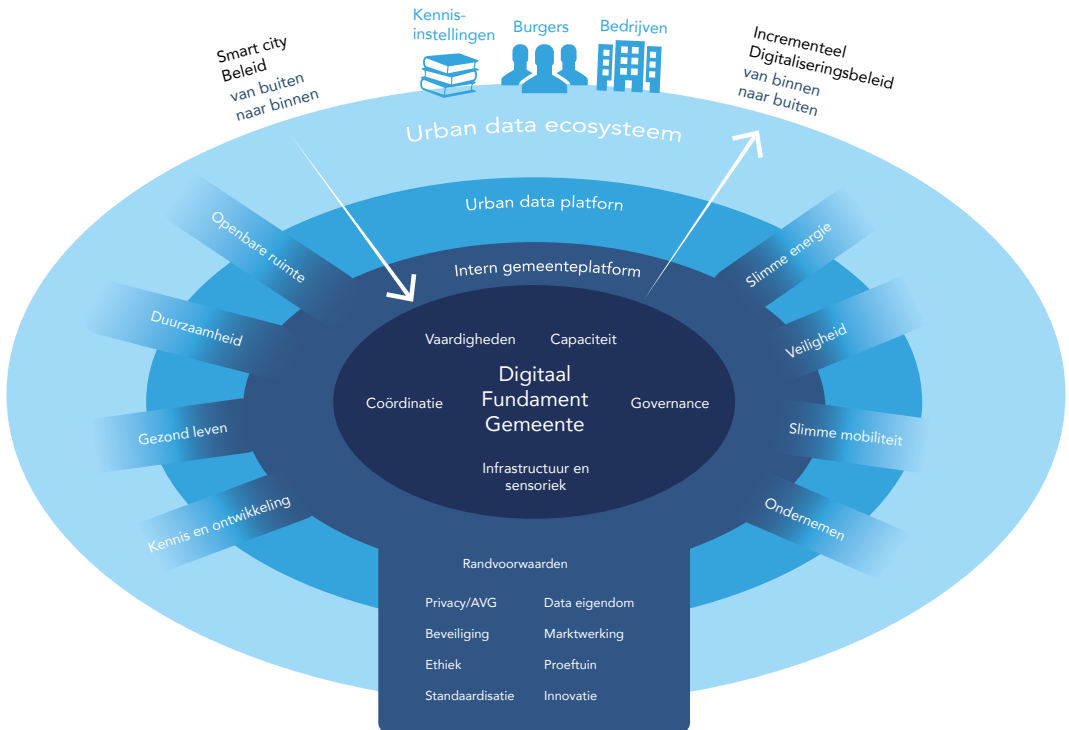 Kennis-
instellingen
Burgers
Bedrijven
Smart city
Beleid
van buiten
naar binnen
Incrementeel
Digitaliseringsbeleid
van binnen
naar buiten
Urban data ecosysteem
Urban data platforn
Intern gemeenteplatform
Openbare ruimte
Duurzaamheid
Gezond leven
Kennis en ontwikkeling
Slimme energie
Veiligheid
Slimme mobiliteit
Ondernemen
Vaardigheden
Capaciteit
Coördinatie
Digitaal
Fundament
Gemeente
Governance
Infrastructuur en
sensoriek
Randvoorwaarden
Privacy/AVG
Data eigendom
Beveiliging
Marktwerking
Ethiek
Proeftuin
Standaardisatie
Innovatie